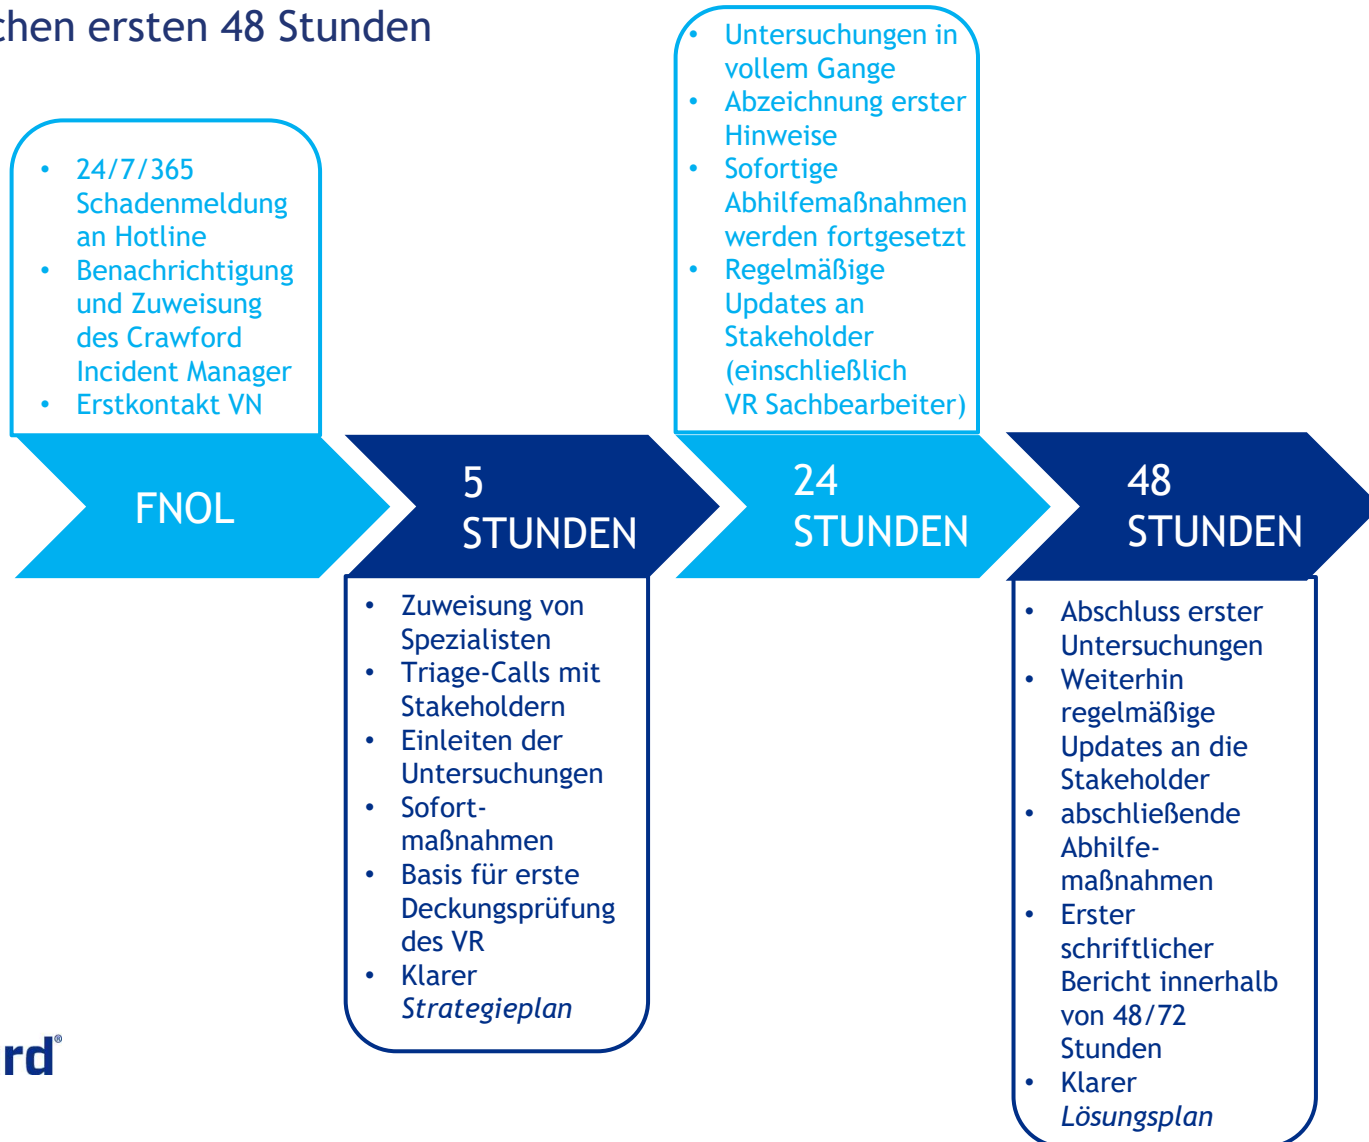 chen ersten 48 Stunden
• 24/7/365
Schadenmeldung
an Hotline
• Benachrichtigung
und Zuweisung
des Crawford
Incident Manager
• Erstkontakt VN
FNOL
5
STUNDEN
• Zuweisung von
Spezialisten
• Triage-Calls mit
Stakeholdern
• Einleiten der
Untersuchungen
• Sofort-
maßnahmen
• Basis für erste
Deckungsprüfung
des VR
• Klarer
Strategieplan
• Untersuchungen in
vollem Gange
• Abzeichnung erster
Hinweise
• Sofortige
Abhilfemaßnahmen
werden fortgesetzt
• Regelmäßige
Updates an
Stakeholder
(einschließlich
VR Sachbearbeiter)
24
STUNDEN
48
STUNDEN
• Abschluss erster
Untersuchungen
• Weiterhin
regelmäßige
Updates an die
Stakeholder
• abschließende
Abhilfe-
maßnahmen
• Erster
schriftlicher
Bericht innerhalb
von 48/72
Stunden
• Klarer
Lösungsplan
rd®